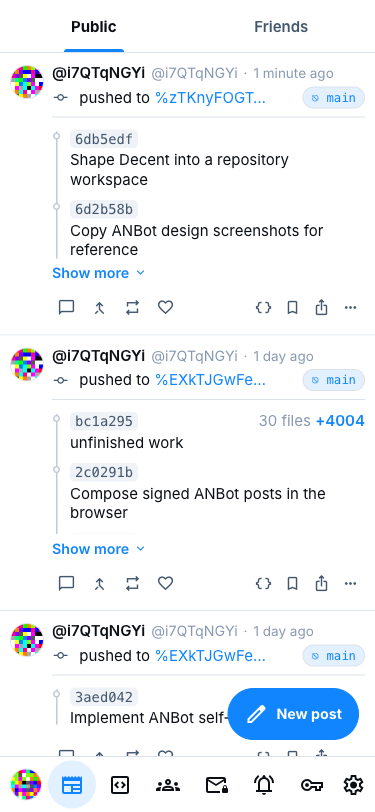 Public Friends
@i7QTqNGYi @i7QTqNGYi · 1 minute ago
pushed to %zTKnyFOGT... main
6db5edf
Shape Decent into a repository
workspace
6d2b58b
Copy ANBot design screenshots for
reference
Show more
@i7QTqNGYi @i7QTqNGYi · 1 day ago
pushed to %EXkTJGwFe... main
bc1a295 30 files +4004
unfinished work
2c0291b
Compose signed ANBot posts in the
browser
Show more
@i7QTqNGYi @i7QTqNGYi · 1 day ago
pushed to %EXkTJGwFe... main
3aed042
Implement ANBot self-
New post